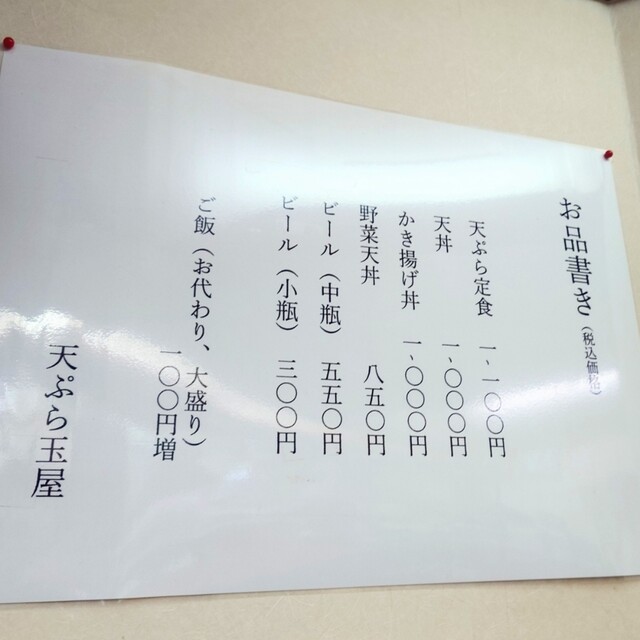 お品書き（税込価格）
天ぷら定食 一、一〇〇円
天丼 一、〇〇〇円
かき揚げ丼 一、〇〇〇円
野菜天丼 八五〇円
ビール（中瓶） 五五〇円
ビール（小瓶） 三〇〇円
ご飯（お代わり、大盛り）
一〇〇円増
天ぷら玉屋